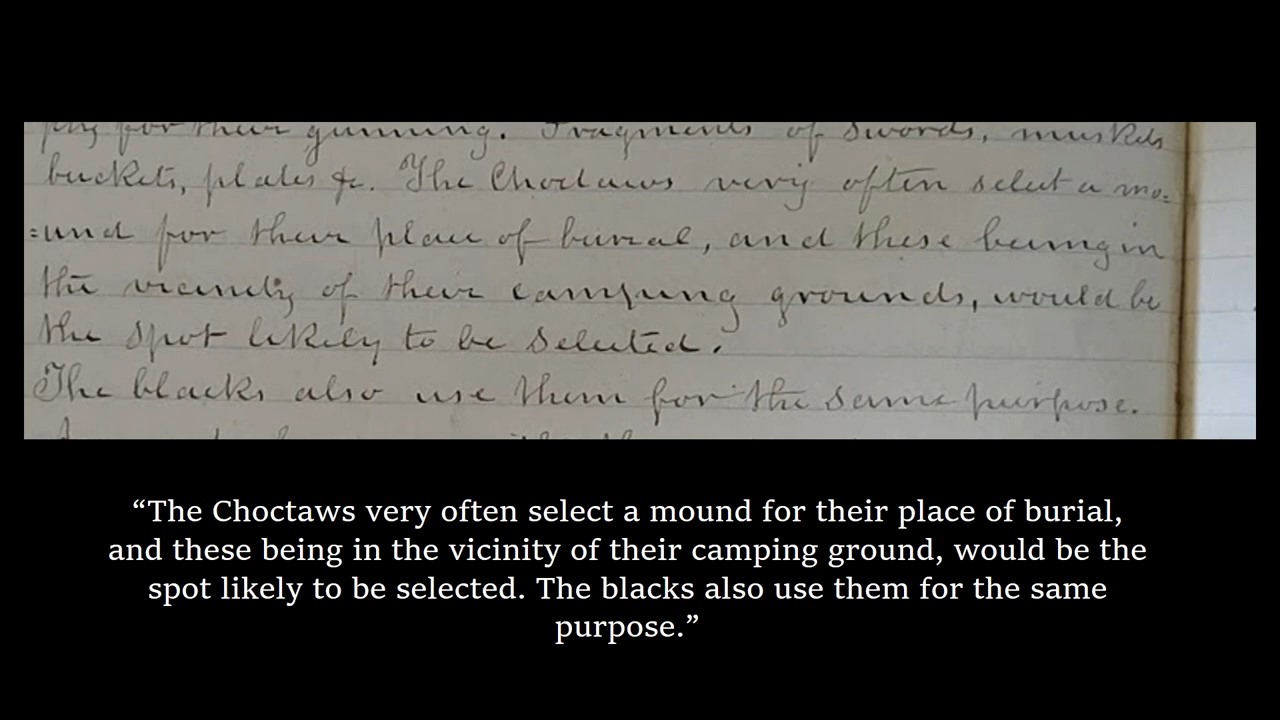 for their gunning. Fragments of swords, muskets
buckets, plates &c. The Choctaws very often select a mo=
=und for their place of burial, and these being in
the vicinity of their camping grounds, would be
the spot likely to be selected.
The blacks also use them for the same purpose.
“The Choctaws very often select a mound for their place of burial,
and these being in the vicinity of their camping ground, would be the
spot likely to be selected. The blacks also use them for the same
purpose.”